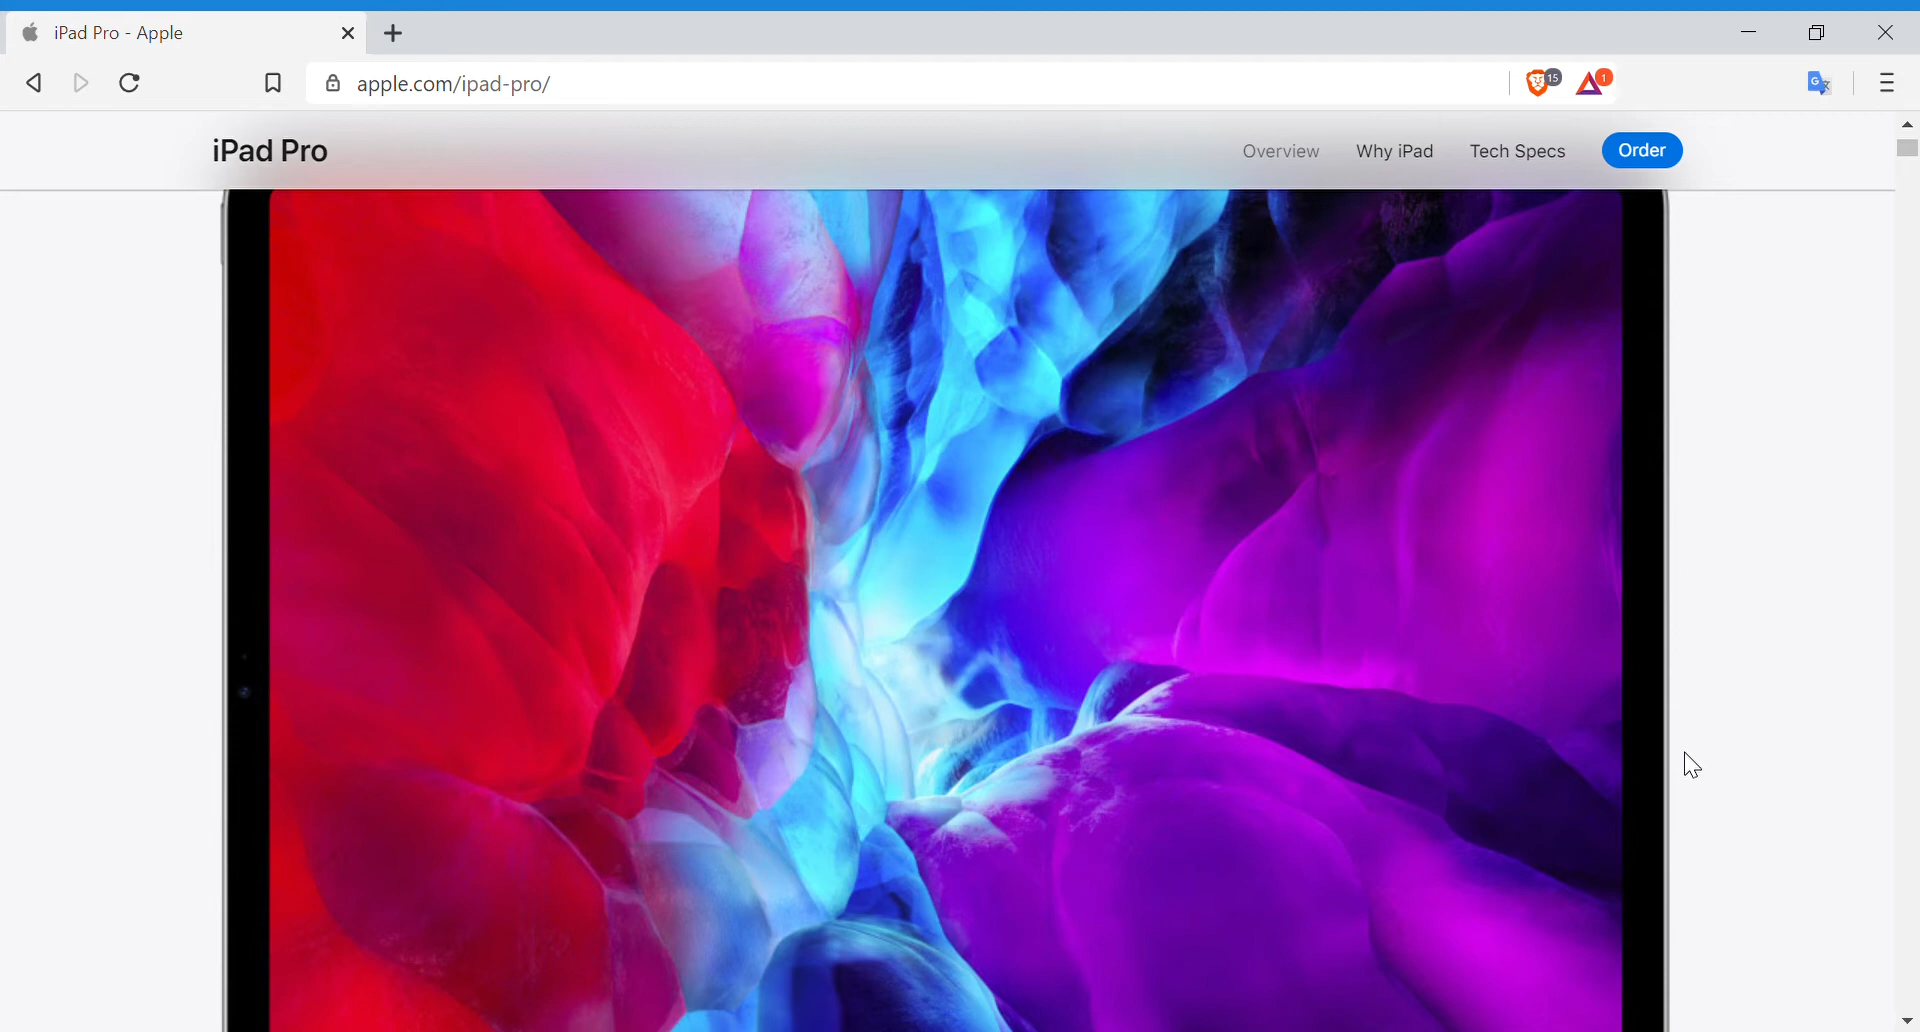 iPad Pro - Apple
apple.com/ipad-pro/
15
1
iPad Pro
Overview
Why iPad
Tech Specs
Order